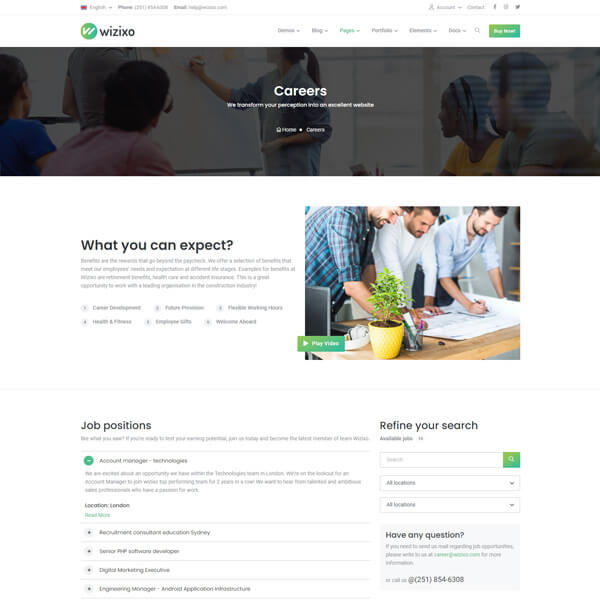 English Phone: (251) 854-6308 Email: help@wizixo.com Account
wizixo Demos Blog Pages Portfolio Elements Docs Buy Now!
Careers
We transform your perception into an excellent website
Home Careers
What you can expect?
Benefits are the rewards that go beyond the paycheck. We offer a selection of benefits that
meet our employees' needs and expectation at different life stages. Examples for benefits at
Wizixo are retirement benefits, health care and accident insurance. This is a great
opportunity to work with a leading organisation in the construction industry!
1 Career Development 2 Future Provision 3 Flexible Working Hours
4 Health & Fitness 5 Employee Gifts 6 Welcome Aboard
Play Video
Job positions
like what you saw? If you're ready to test your earning potential, join us today and become the latest member of team Wizixo.
Account manager - technologies
We are excited about an opportunity we have within the Technologies team in London. We're on the lookout for an
Account Manager to join wizixo top performing team for 2 years in a row! We want to hear from talented and ambitious
sales professionals who have a passion for work.
Location: London
Read More
Recruitment consultant education Sydney
Senior PHP software developer
Digital Marketing Executive
Engineering Manager - Android Application Infrastructure
Refine your search
Available jobs
Search
All locations
All locations
Have any question?
If you need to send us mail regarding job opportunities,
please write to us at career@wizixo.com for more
information.
or call us @(251) 854-6308